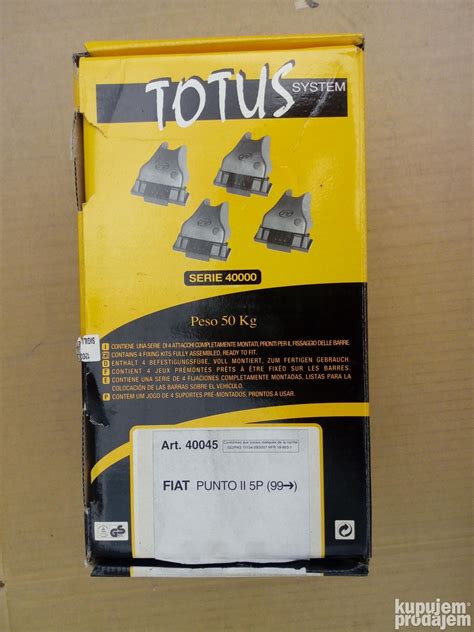 TOTUS
SYSTEM
SERIE 40000
Peso 50 Kg
I CONTIENE UNA SERIE DI 4 ATTACCHI COMPLETAMENTE MONTATI, PRONTI PER IL FISSAGGIO DELLE BARRE.
CONTAINS 4 FIXING KITS FULLY ASSEMBLED, READY TO FIT.
D ENTHÄLT 4 BEFESTIGUNGSFÜSSE, VOLL MONTIERT, ZUM FERTIGEN GEBRAUCH.
F CONTIENT 4 JEUX PRÉMONTÉS PRÊTS À ÊTRE FIXÉ SUR LES BARRES.
E CONTIENE UNA SERIE DE 4 FIJACIONES COMPLETAMENTE MONTADAS, LISTAS PARA LA
COLOCACIÓN DE LAS BARRAS SOBRE EL VEHÍCULO.
P CONTÉM UM JOGO DE 4 SUPORTES PRÉ-MONTADOS, PRONTOS A USAR.
Art. 40045
FIAT PUNTO II 5P (99→)
GS
kupujem
prodajem